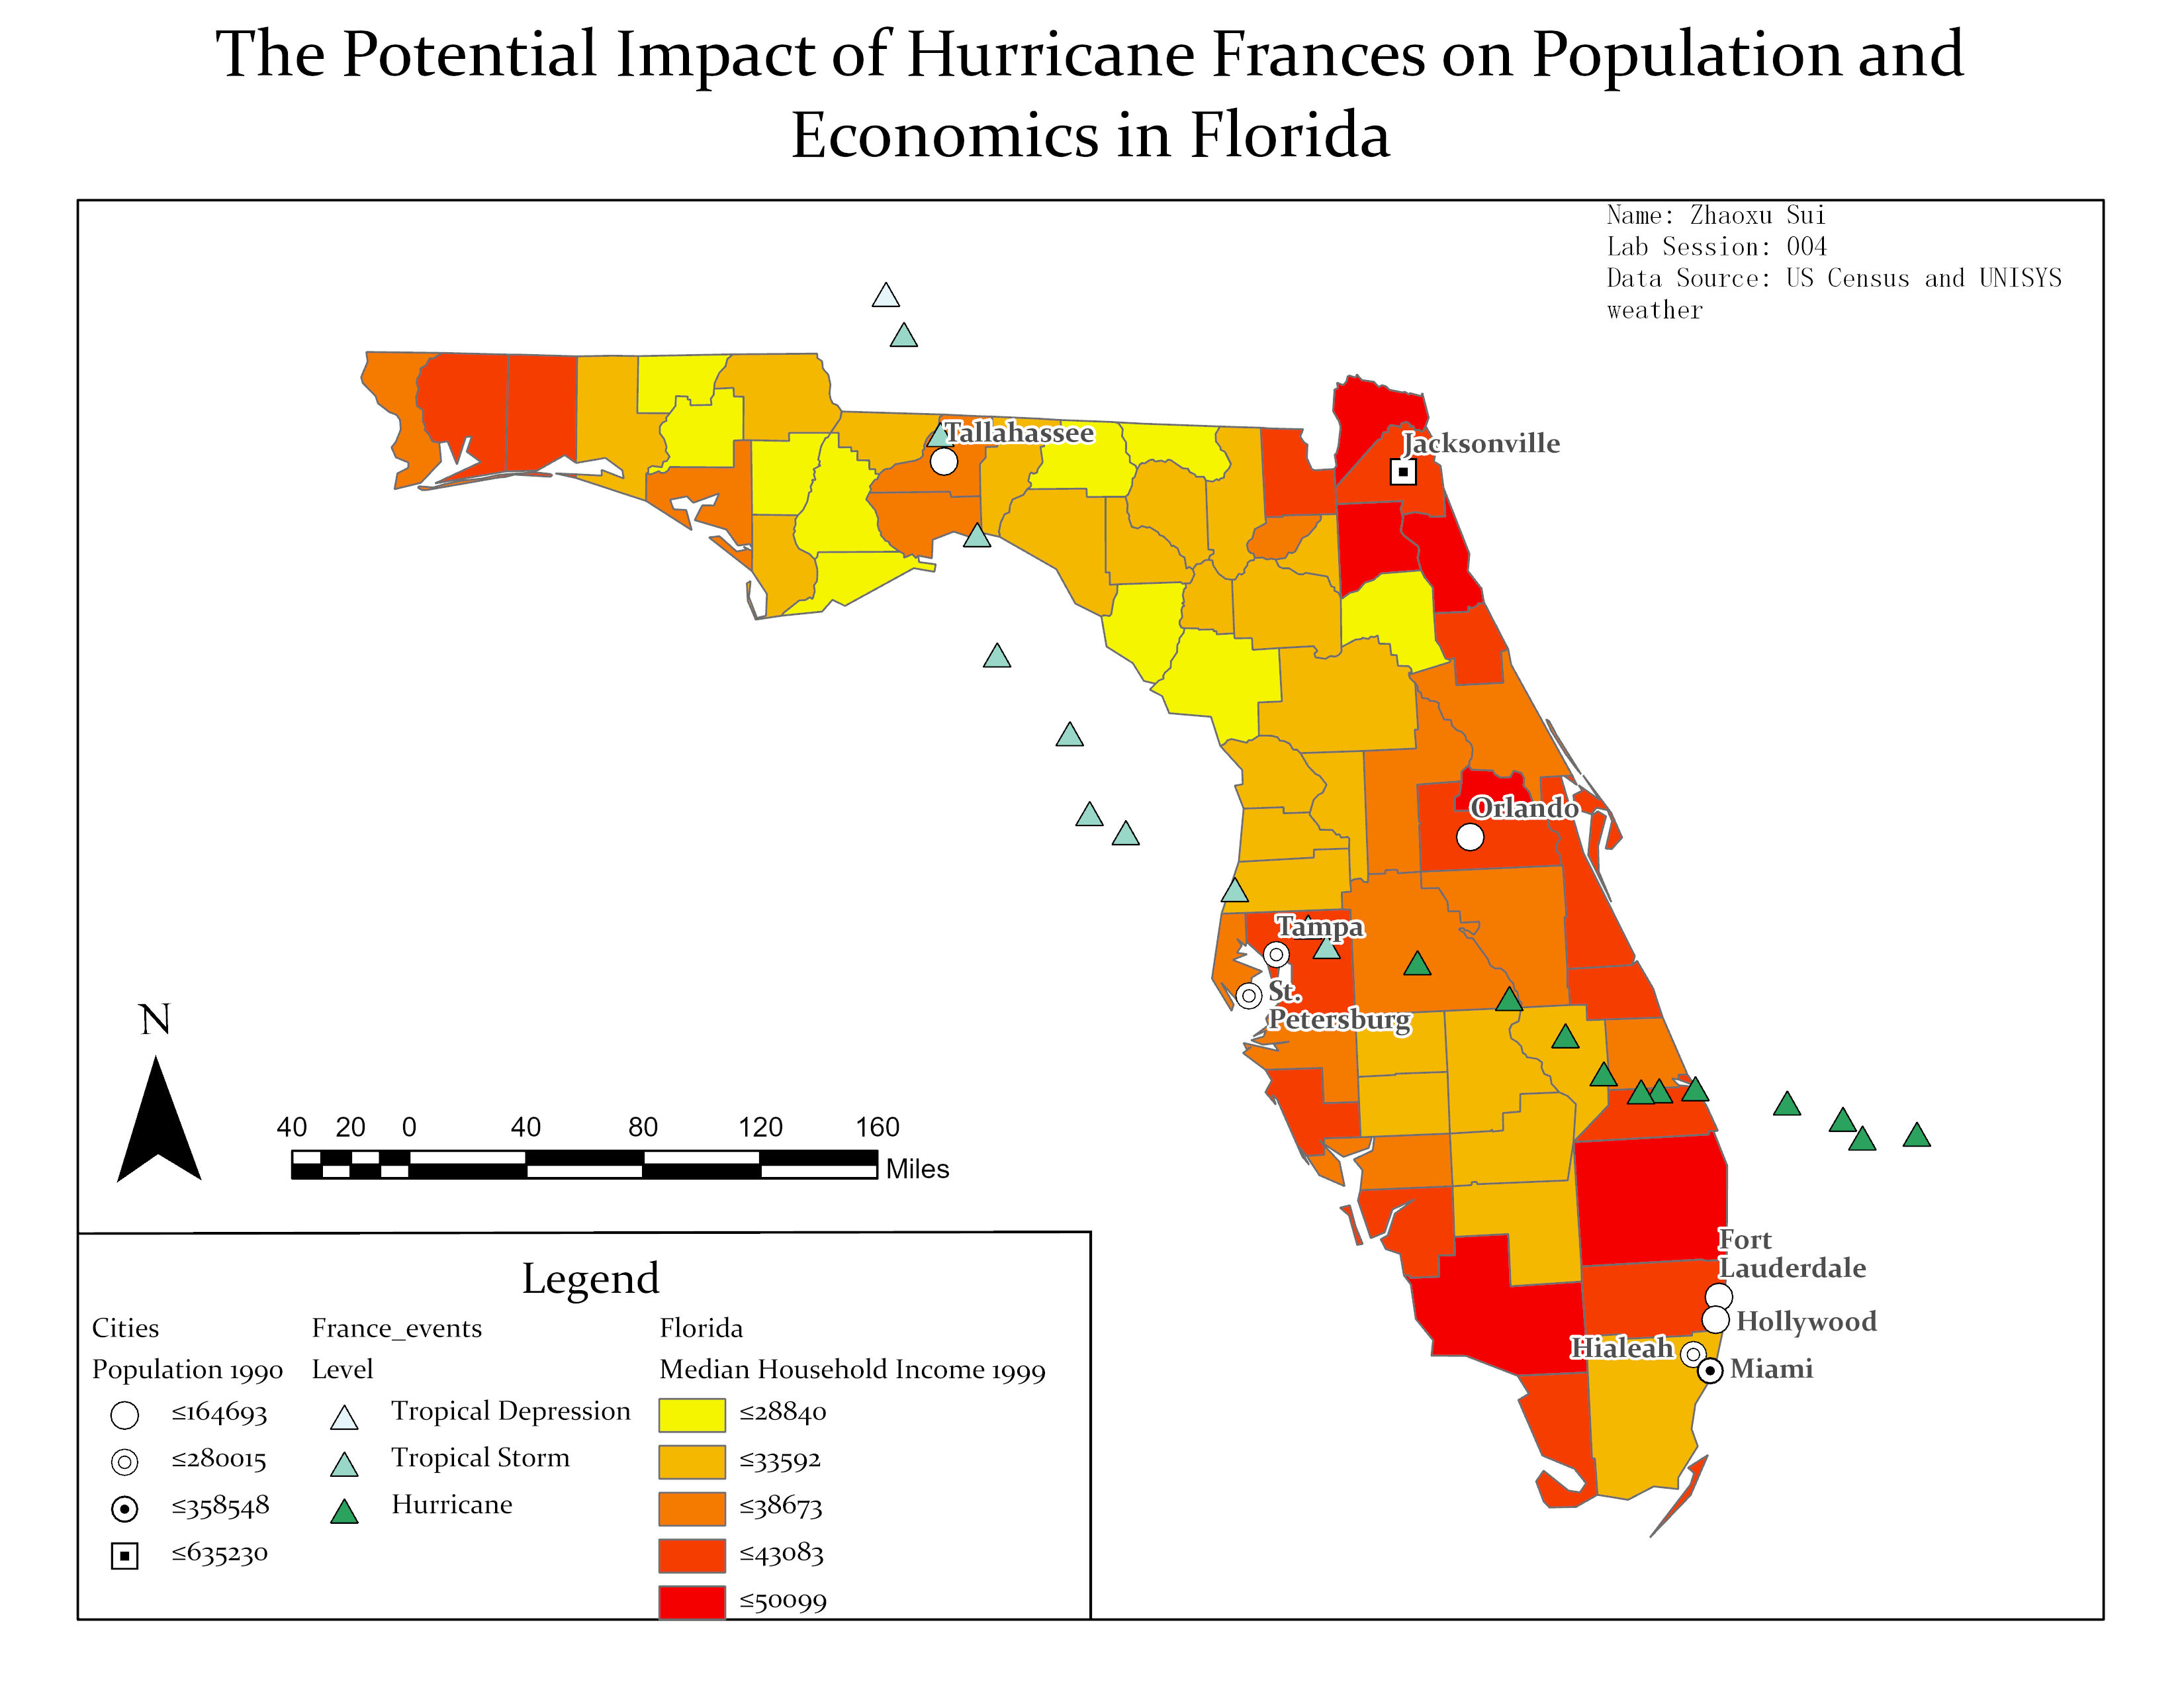 The Potential Impact of Hurricane Frances on Population and
Economics in Florida
Name: Zhaoxu Sui
Lab Session: 004
Data Source: US Census and UNISYS
weather
Tallahassee
Jacksonville
Orlando
Tampa
St.
Petersburg
N
40 20 0 40 80 120 160
Miles
Fort
Lauderdale
Hollywood
Hialeah
Miami
Legend
Cities
Population 1990
≤164693
≤280015
≤358548
≤635230
France_events
Level
Tropical Depression
Tropical Storm
Hurricane
Florida
Median Household Income 1999
≤28840
≤33592
≤38673
≤43083
≤50099